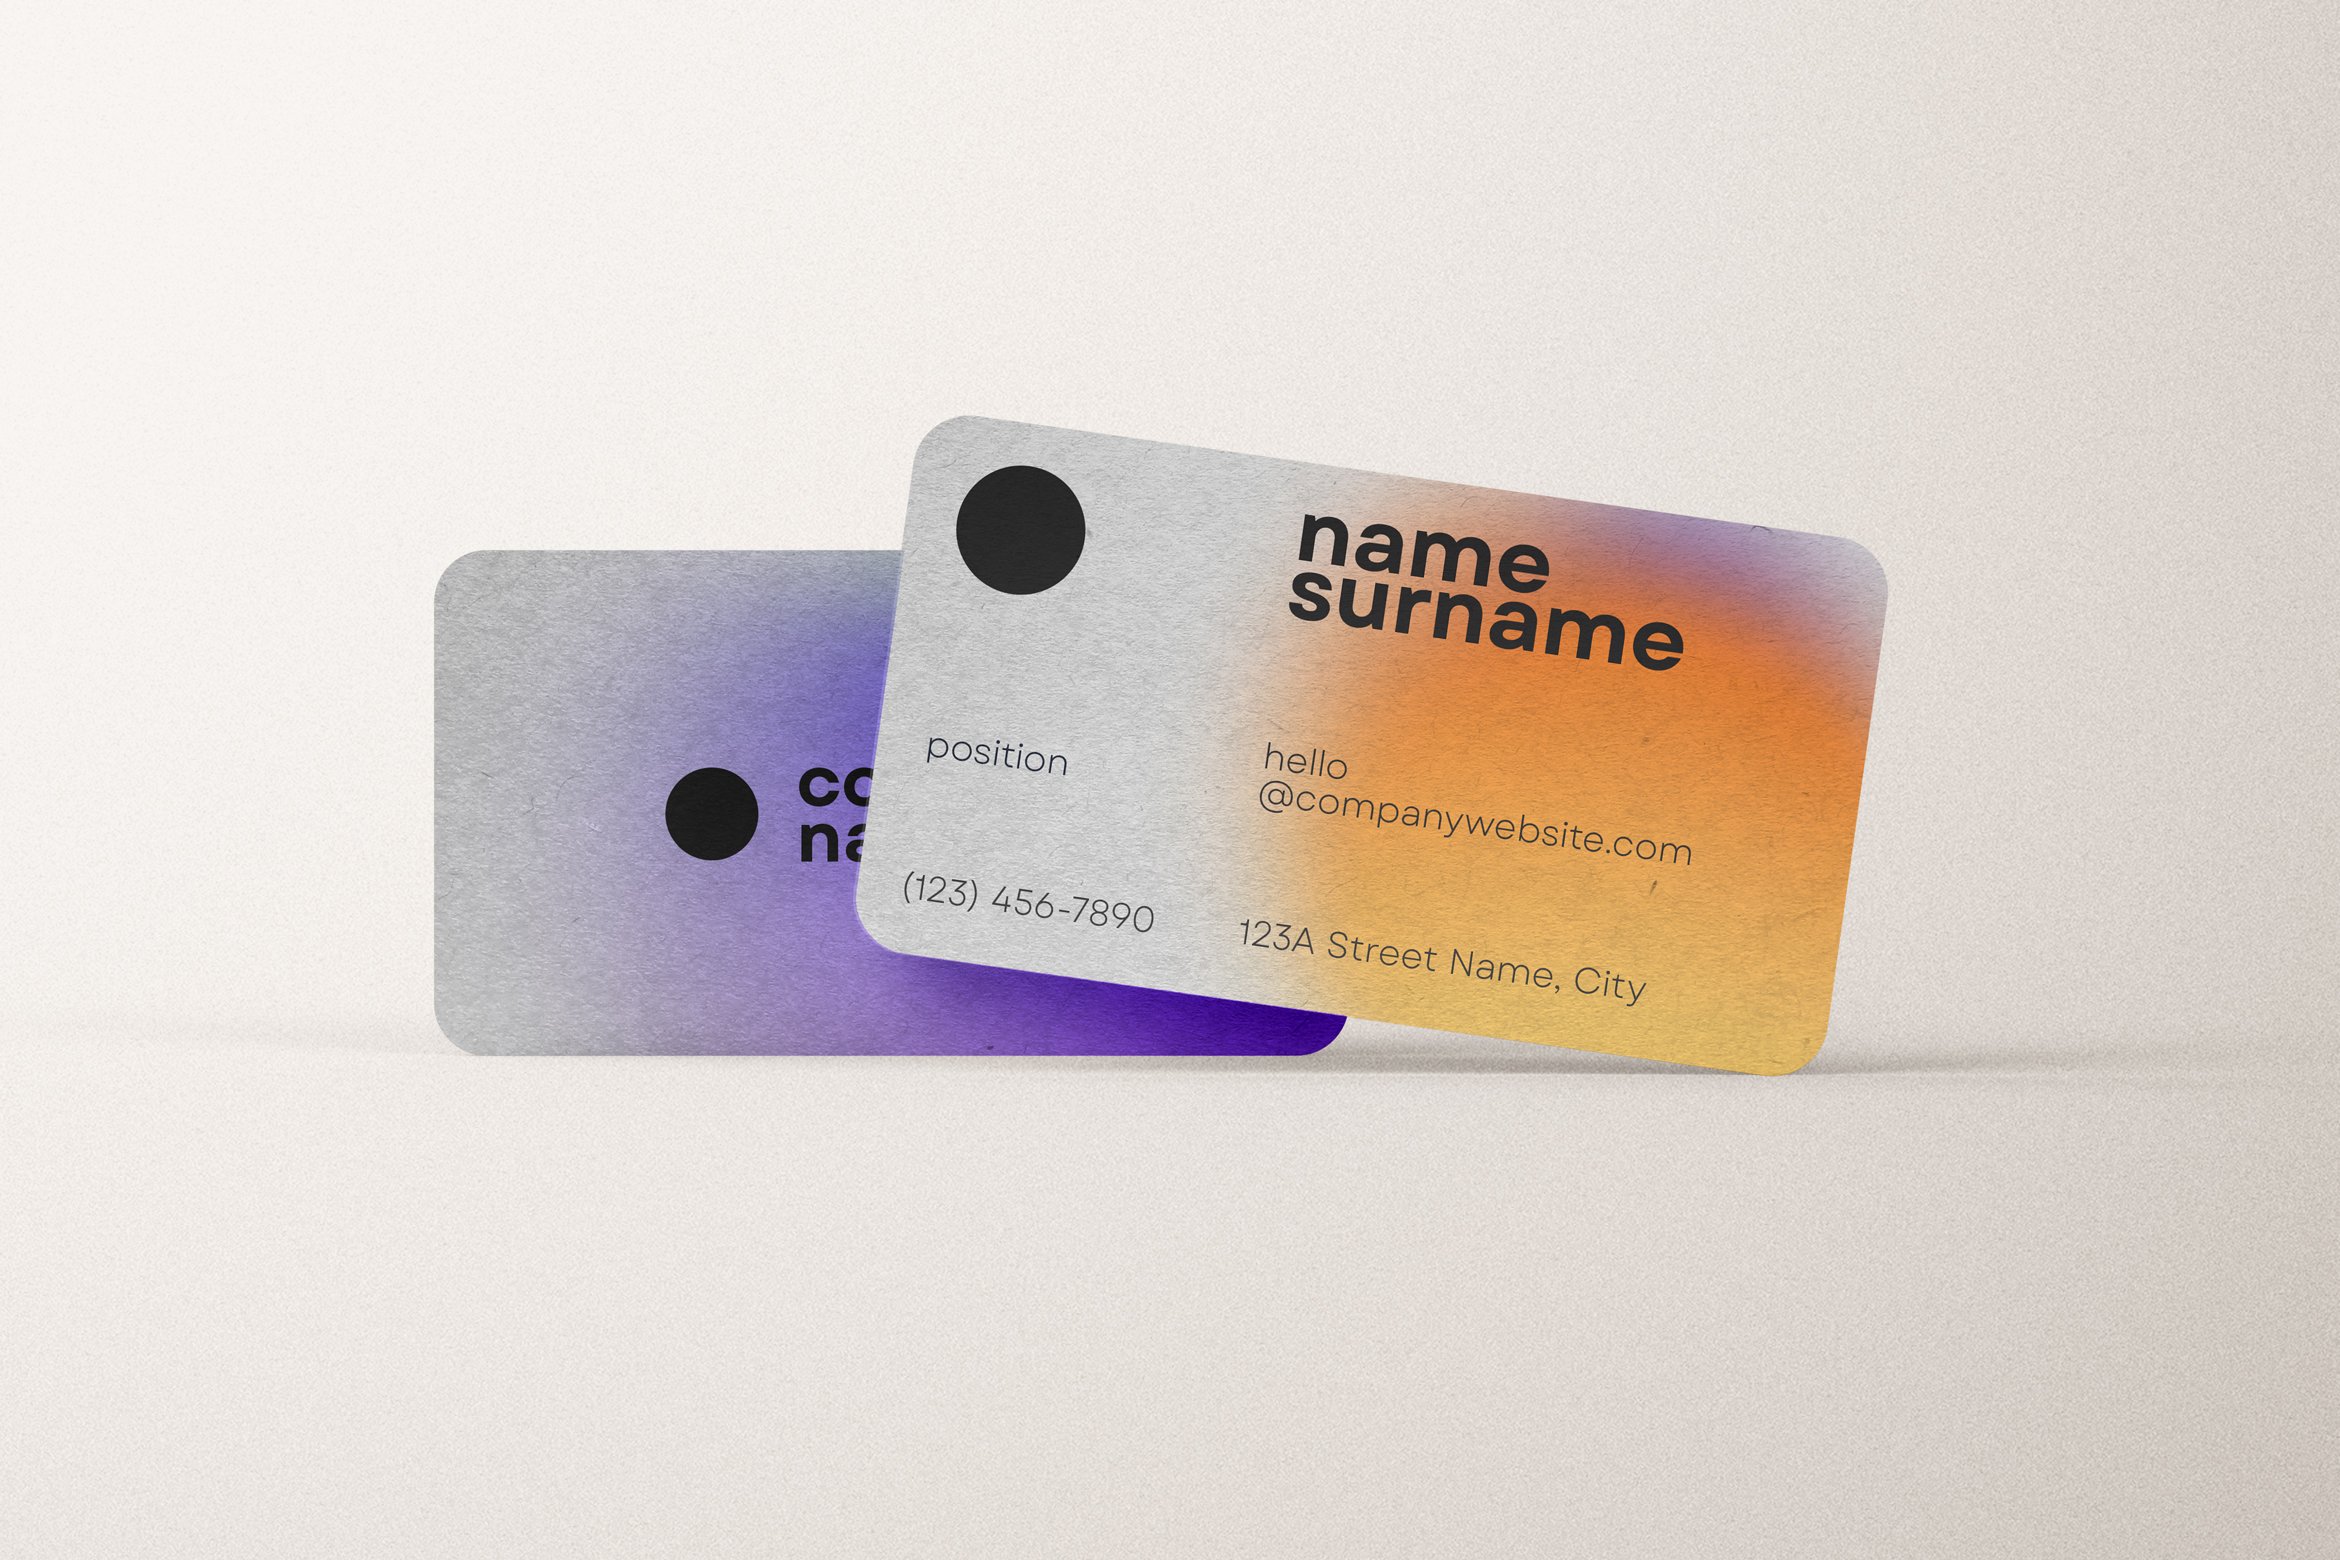 name
surname
position
hello
@companywebsite.com
(123) 456-7890
123A Street Name, City